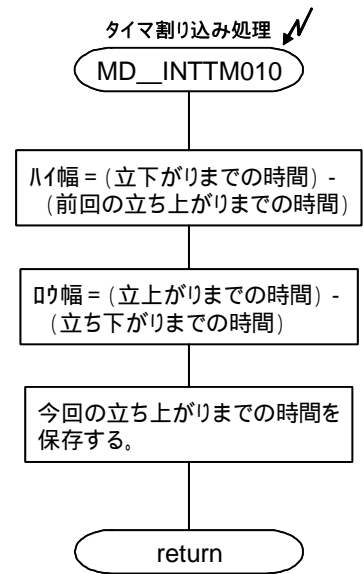 タイマ割り込み処理
MD__INTTM010
ﾊｲ幅 = (立下がりまでの時間) -
(前回の立ち上がりまでの時間)
ﾛｳ幅 = (立上がりまでの時間) -
(立ち下がりまでの時間)
今回の立ち上がりまでの時間を
保存する。
return